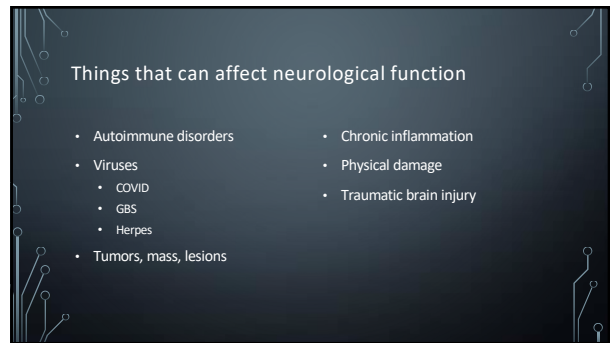 Things that can affect neurological function
• Autoimmune disorders
• Viruses
• COVID
• GBS
• Herpes
• Tumors, mass, lesions
• Chronic inflammation
• Physical damage
• Traumatic brain injury